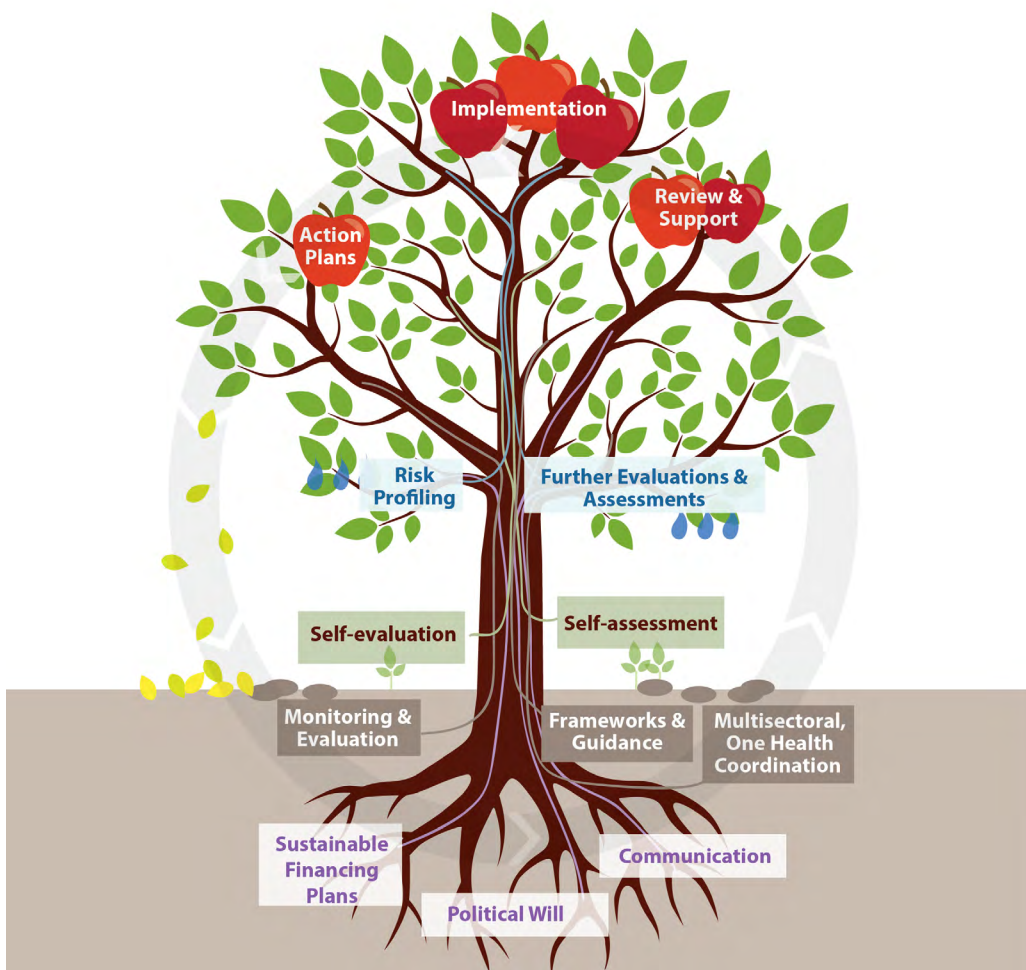 Implementation
Review &
Support
Action
Plans
Risk
Profiling
Further Evaluations &
Assessments
Self-evaluation
Self-assessment
Monitoring &
Evaluation
Frameworks &
Guidance
Multisectoral,
One Health
Coordination
Sustainable
Financing
Plans
Communication
Political Will